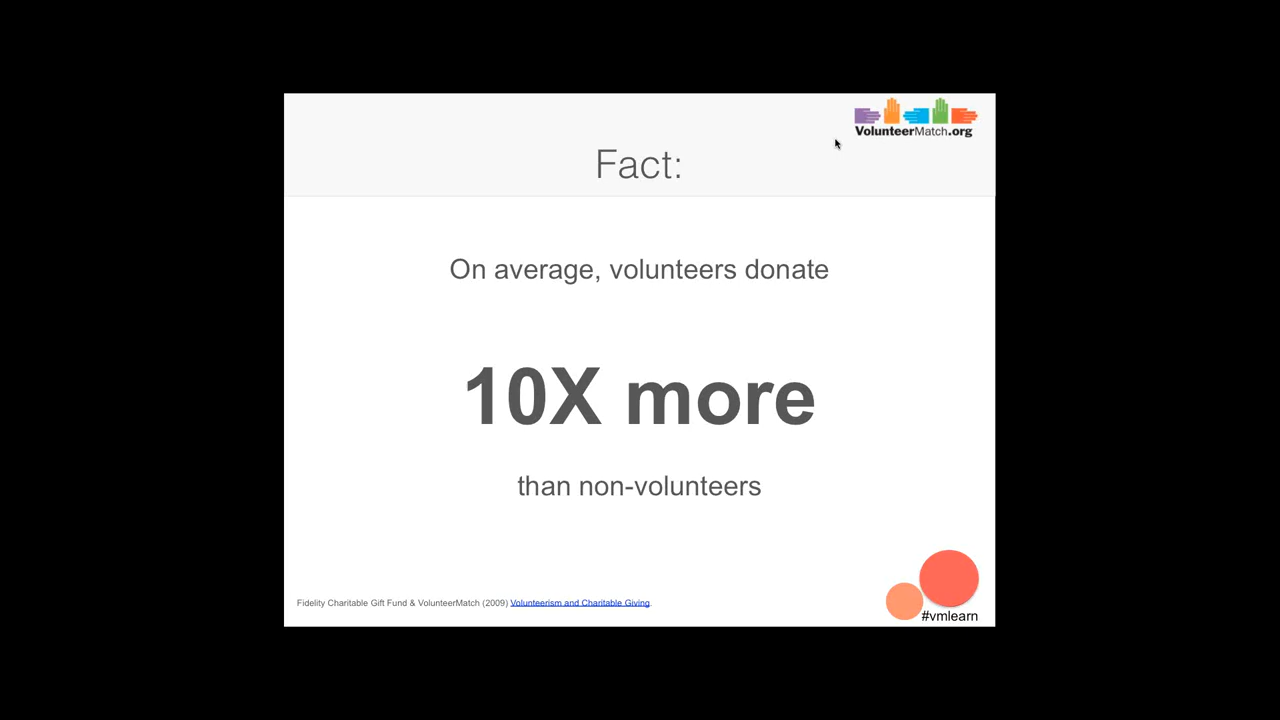 VolunteerMatch.org
Fact:
On average, volunteers donate
10X more
than non-volunteers
Fidelity Charitable Gift Fund & VolunteerMatch (2009) Volunteerism and Charitable Giving
#vmlearn